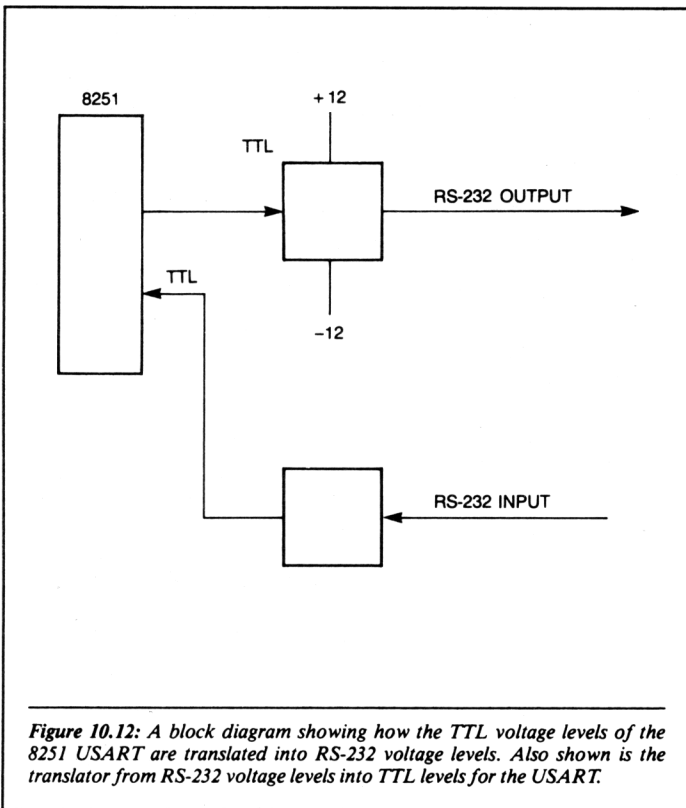 8251
+12
TTL
RS-232 OUTPUT
TTL
−12
RS-232 INPUT
Figure 10.12: A block diagram showing how the TTL voltage levels of the
8251 USART are translated into RS-232 voltage levels. Also shown is the
translator from RS-232 voltage levels into TTL levels for the USART.